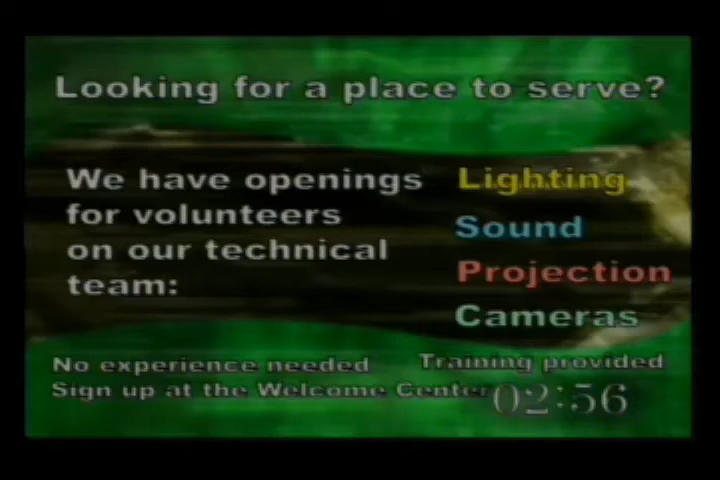 Looking for a place to serve?
We have openings
for volunteers
on our technical
team:
Lighting
Sound
Projection
Cameras
No experience needed
Training provided
Sign up at the Welcome Center
02:56